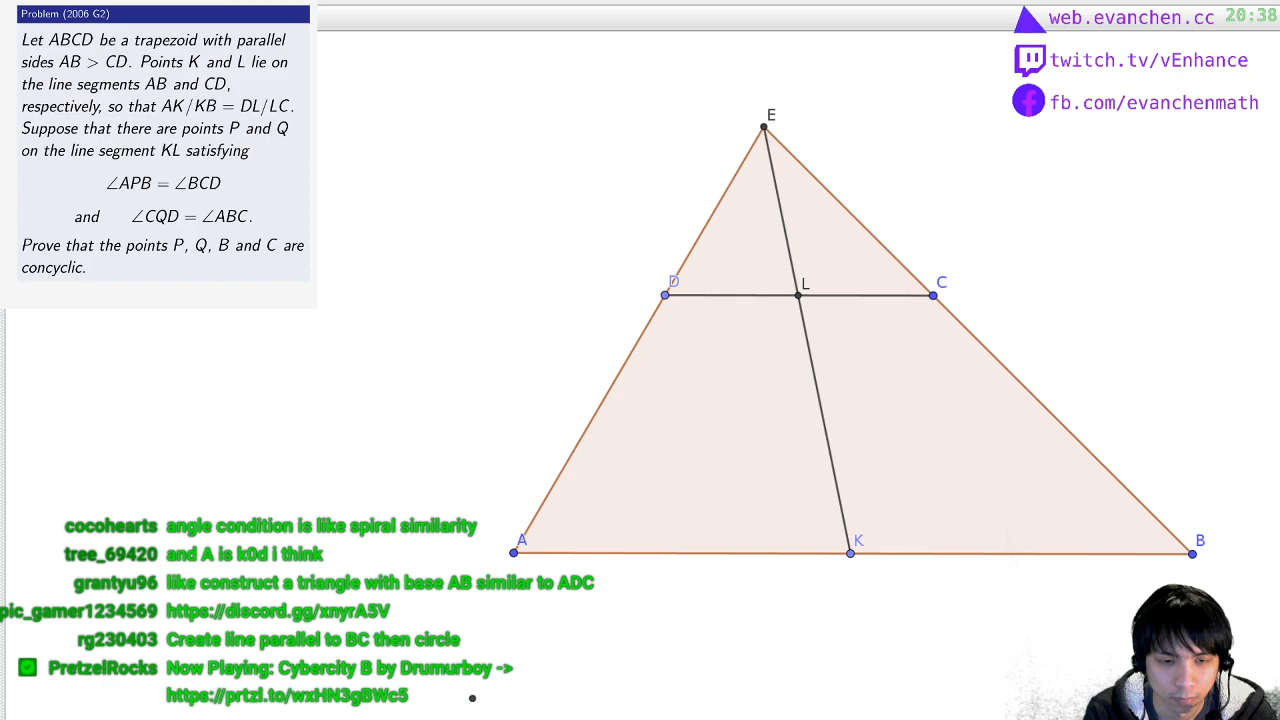 Problem (2006 G2)
Let ABCD be a trapezoid with parallel
sides AB > CD. Points K and L lie on
the line segments AB and CD,
respectively, so that AK/KB = DL/LC.
Suppose that there are points P and Q
on the line segment KL satisfying
∠APB = ∠BCD
and ∠CQD = ∠ABC.
Prove that the points P, Q, B and C are
concyclic.
web.evanchen.cc
20:38
twitch.tv/vEnhance
fb.com/evanchenmath
E
D
L
C
A
K
B
cocohearts angle condition is like spiral similarity
tree_69420 and A is k0d i think
grantyu96 like construct a triangle with base AB similar to ADC
pic_gamer1234569 https://discord.gg/xnyrA5V
rg230403 Create line parallel to BC then circle
PretzelRocks Now Playing: Cybercity B by Drumurboy ->
https://prtzl.to/wxHN3gBWc5